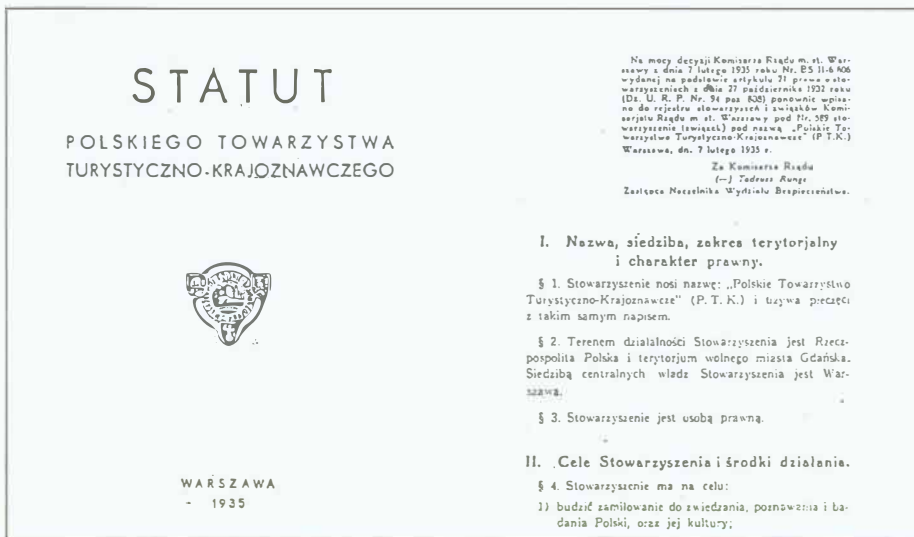 STATUT
POLSKIEGO TOWARZYSTWA
TURYSTYCZNO-KRAJOZNAWCZEGO
WARSZAWA
- 1935
Na mocy decyzji Komisarza Rządu m. st. War-
szawy z dnia 7 lutego 1935 roku Nr. BS II-6
wydanej na podstawie artykułu 21 prawa o sto-
warzyszeniach z dnia 27 października 1932 roku
(Dz. U. R. P. Nr. 94 poz 808) ponownie wpisa-
no do rejestru stowarzyszeń i związków Komi-
sarjatu Rządu m st. Warszawy pod Nr. 589 sto-
warzyszenie (związek) pod nazwą „Polskie To-
warzystwo Turystyczno-Krajoznawcze" (P T.K.)
Warszawa, dn. 7 lutego 1935 r.
Za Komisarza Rządu
(—) Tadeusz Runge
Zastępca Naczelnika Wydziału Bezpieczeństwa.
I. Nazwa, siedziba, zakres terytorjalny
i charakter prawny.
§ 1. Stowarzyszenie nosi nazwę: „Polskie Towarzystwo
Turystyczno-Krajoznawcze" (P. T. K.) i używa pieczęci
z takim samym napisem.
§ 2. Terenem działalności Stowarzyszenia jest Rzecz-
pospolita Polska i terytorjum wolnego miasta Gdańska.
Siedzibą centralnych władz Stowarzyszenia jest War-
szawa.
§ 3. Stowarzyszenie jest osobą prawną.
II. Cele Stowarzyszenia i środki działania.
§ 4. Stowarzyszenie ma na celu:
1) budzić zamiłowanie do zwiedzania, poznawania i ba-
dania Polski, oraz jej kultury;